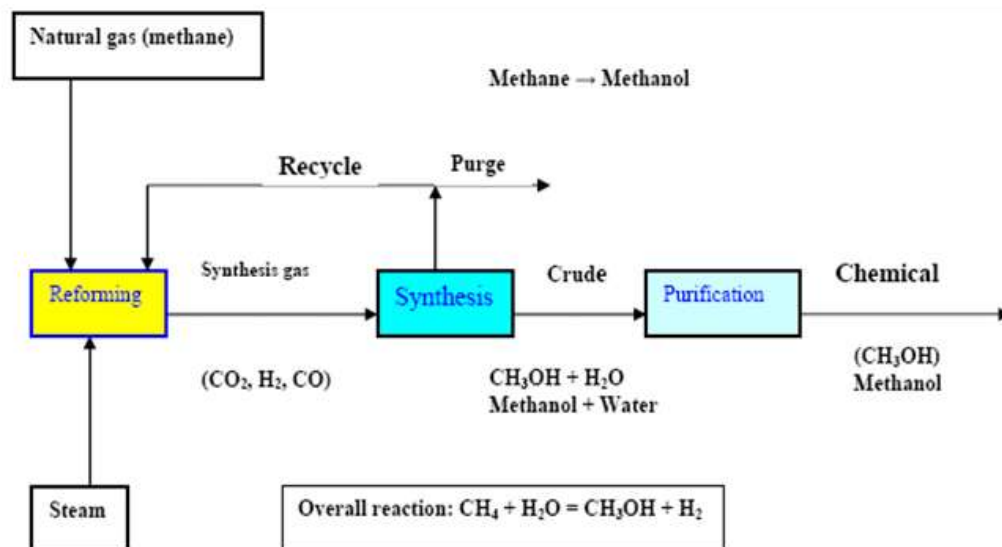 Natural gas (methane)
Methane → Methanol
Recycle
Purge
Reforming
Synthesis gas
Synthesis
Crude
Purification
Chemical
(CO₂, H₂, CO)
CH₃OH + H₂O
Methanol + Water
(CH₃OH)
Methanol
Steam
Overall reaction: CH₄ + H₂O = CH₃OH + H₂